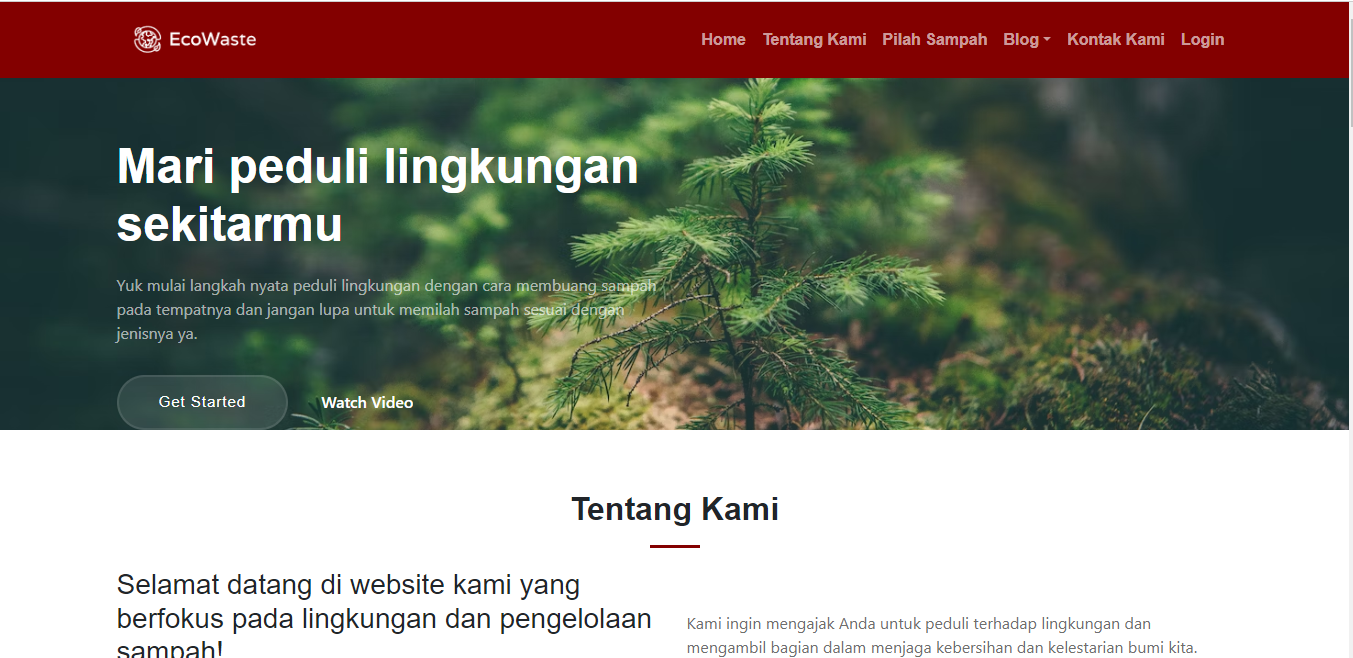 EcoWaste
Home Tentang Kami Pilah Sampah Blog Kontak Kami Login
Mari peduli lingkungan
sekitarmu
Yuk mulai langkah nyata peduli lingkungan dengan cara membuang sampah
pada tempatnya dan jangan lupa untuk memilah sampah sesuai dengan
jenisnya ya.
Get Started Watch Video
Tentang Kami
Selamat datang di website kami yang
berfokus pada lingkungan dan pengelolaan
sampah!
Kami ingin mengajak Anda untuk peduli terhadap lingkungan dan
mengambil bagian dalam menjaga kebersihan dan kelestarian bumi kita.